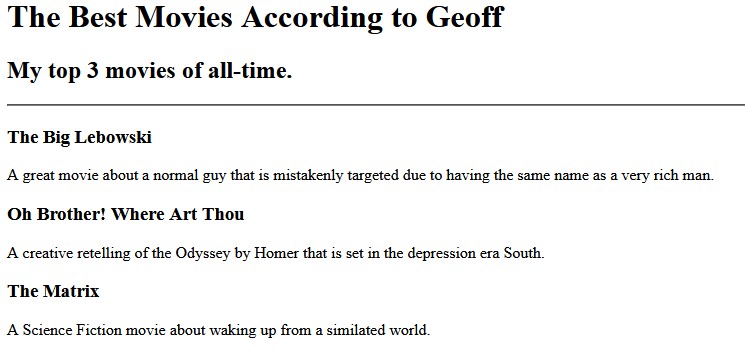 The Best Movies According to Geoff
My top 3 movies of all-time.
The Big Lebowski
A great movie about a normal guy that is mistakenly targeted due to having the same name as a very rich man.
Oh Brother! Where Art Thou
A creative retelling of the Odyssey by Homer that is set in the depression era South.
The Matrix
A Science Fiction movie about waking up from a similated world.